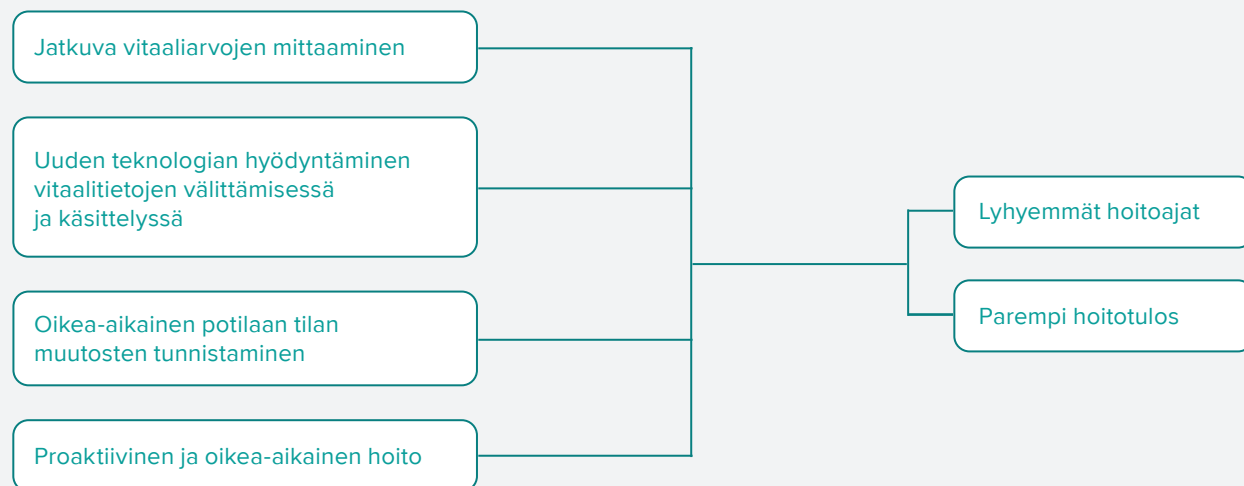 Jatkuva vitaaliarvojen mittaaminen
Uuden teknologian hyödyntäminen
vitaalitietojen välittämisessä
ja käsittelyssä
Oikea-aikainen potilaan tilan
muutosten tunnistaminen
Proaktiivinen ja oikea-aikainen hoito
Lyhyemmät hoitoajat
Parempi hoitotulos